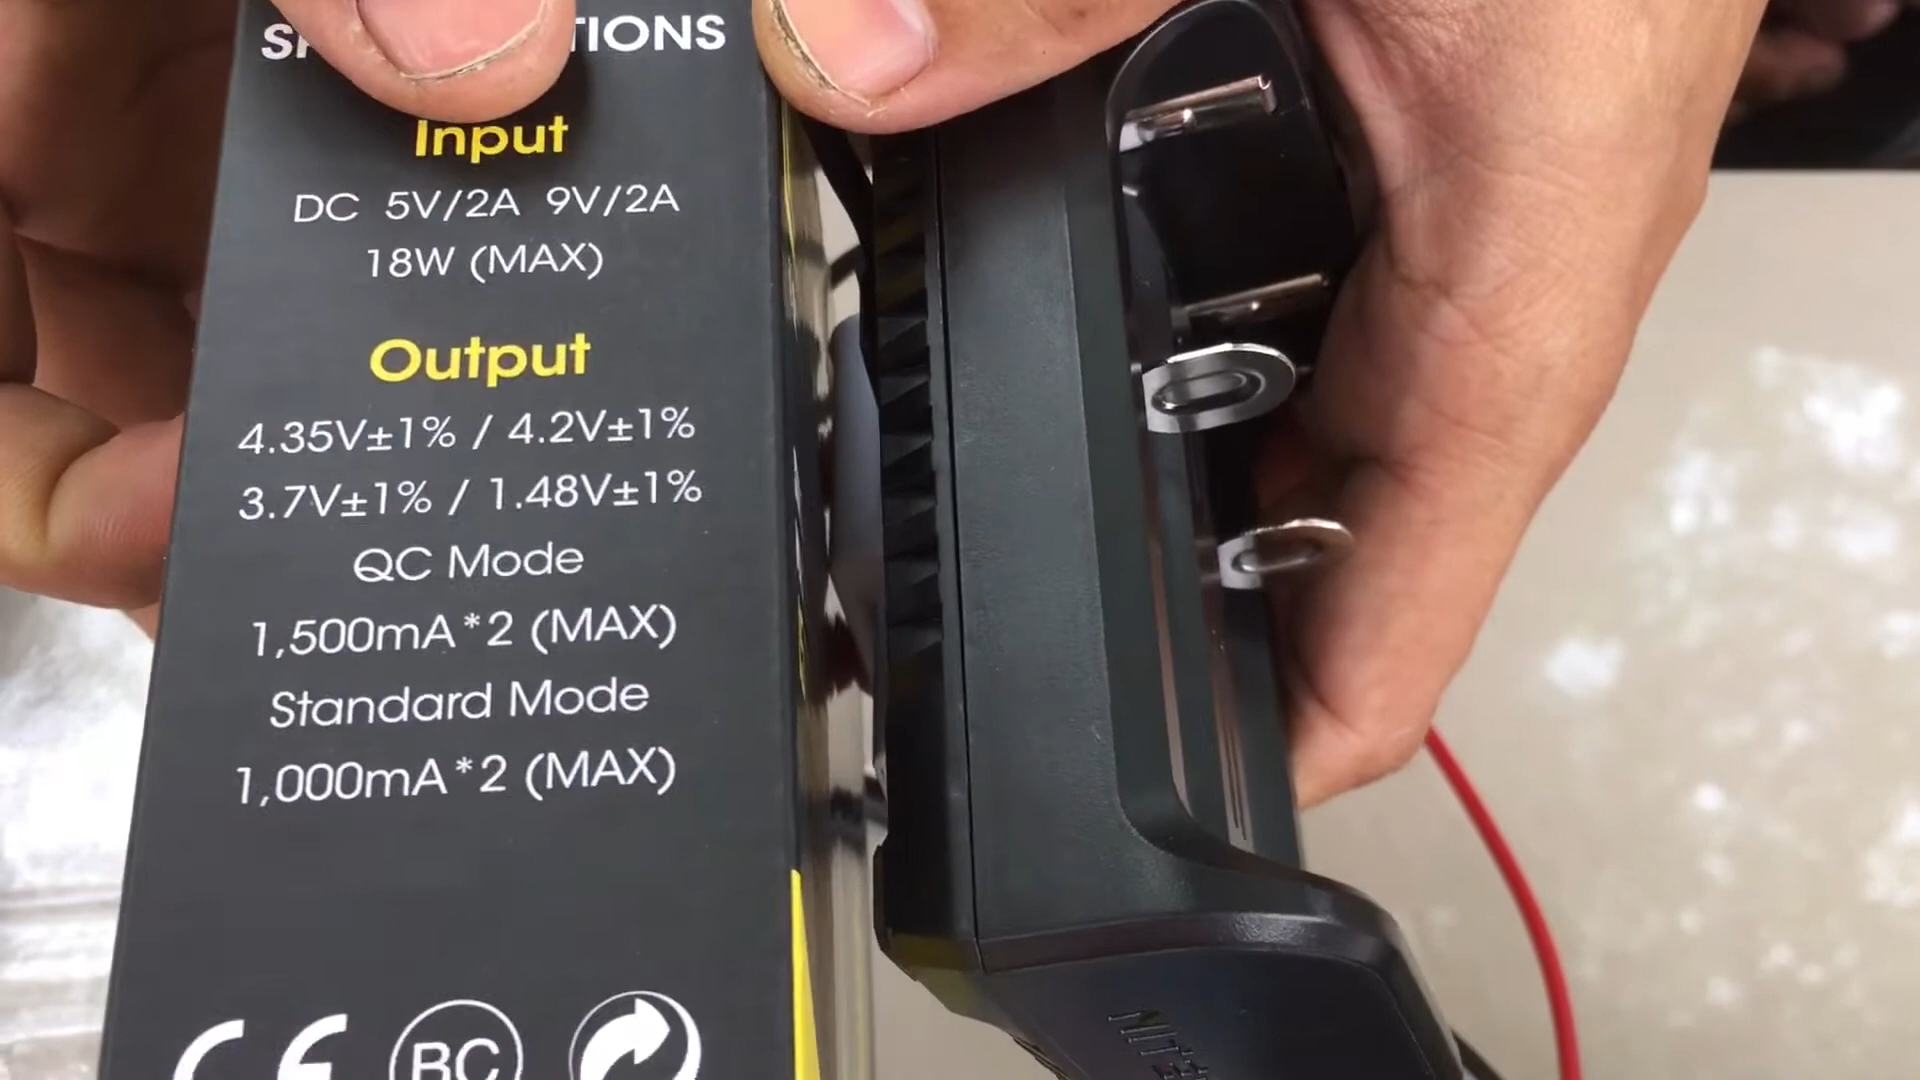 Input
DC 5V/2A 9V/2A
18W (MAX)
Output
4.35V±1% / 4.2V±1%
3.7V±1% / 1.48V±1%
QC Mode
1,500mA*2 (MAX)
Standard Mode
1,000mA*2 (MAX)
CE